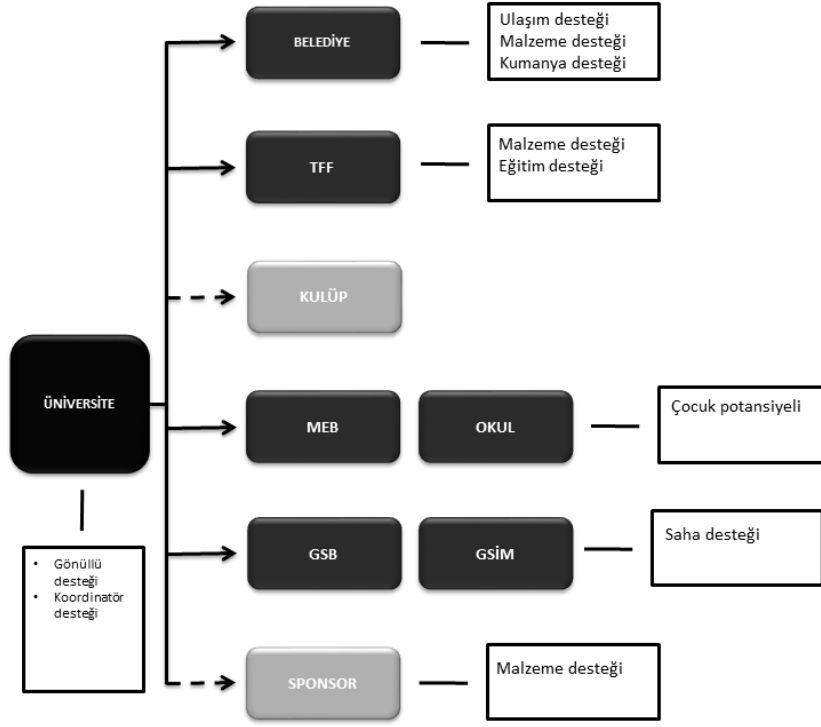 BELEDİYE
Ulaşım desteği
Malzeme desteği
Kumanya desteği
TFF
Malzeme desteği
Eğitim desteği
KULÜP
ÜNİVERSİTE
MEB
OKUL
Çocuk potansiyeli
GSB
GSİM
Saha desteği
• Gönüllü
desteği
• Koordinatör
desteği
SPONSOR
Malzeme desteği